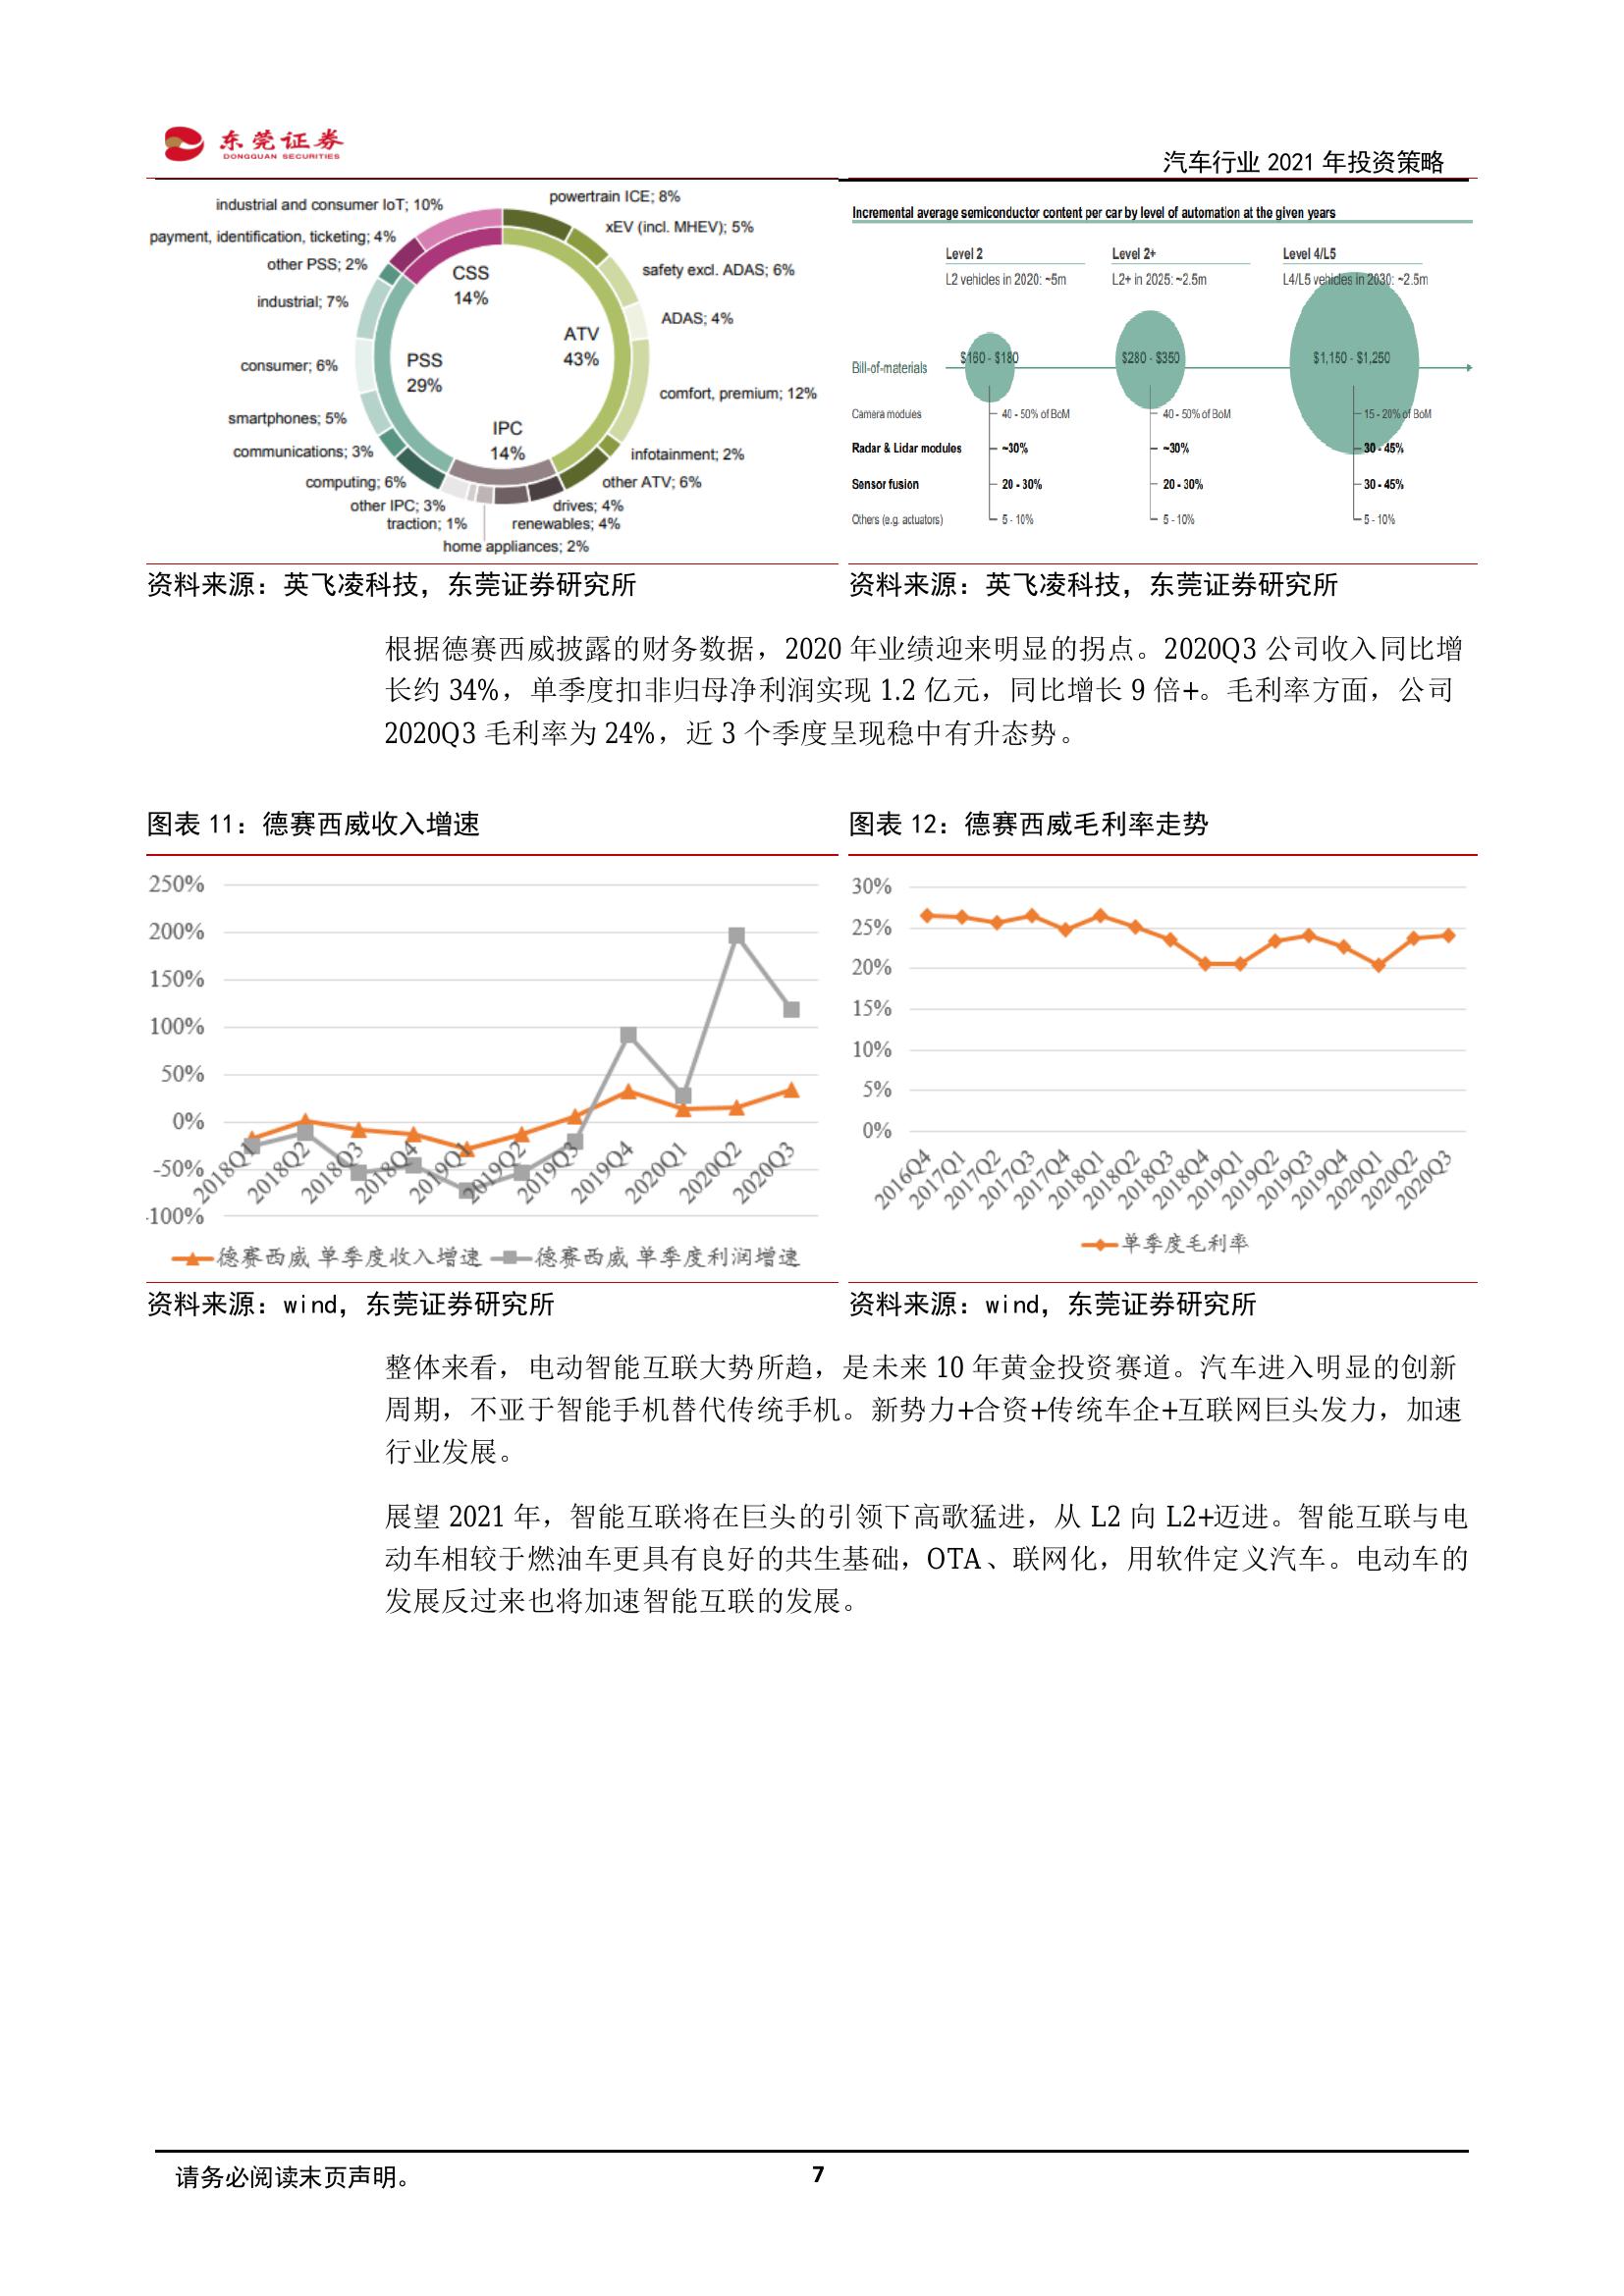 东莞证券
DONGGUAN SECURITIES
汽车行业 2021 年投资策略
industrial and consumer IoT; 10%
payment, identification, ticketing; 4%
other PSS; 2%
industrial; 7%
consumer; 6%
smartphones; 5%
communications; 3%
computing; 6%
other IPC; 3%
traction; 1%
home appliances; 2%
renewables; 4%
drives; 4%
other ATV; 6%
infotainment; 2%
comfort, premium; 12%
ADAS; 4%
safety excl. ADAS; 6%
xEV (incl. MHEV); 5%
powertrain ICE; 8%
CSS
14%
ATV
43%
PSS
29%
IPC
14%
Incremental average semiconductor content per car by level of automation at the given years
Level 2
Level 2+
Level 4/L5
L2 vehicles in 2020: ~5m
L2+ in 2025: ~2.5m
L4/L5 vehicles in 2030: ~2.5m
Bill-of-materials
$160 - $180
$280 - $350
$1,150 - $1,250
Camera modules
40 - 50% of BoM
40 - 50% of BoM
15 - 20% of BoM
Radar & Lidar modules
~30%
~30%
30 - 45%
Sensor fusion
20 - 30%
20 - 30%
30 - 45%
Others (e.g. actuators)
5 - 10%
5 - 10%
5 - 10%
资料来源：英飞凌科技，东莞证券研究所
资料来源：英飞凌科技，东莞证券研究所
根据德赛西威披露的财务数据，2020 年业绩迎来明显的拐点。2020Q3 公司收入同比增
长约 34%，单季度扣非归母净利润实现 1.2 亿元，同比增长 9 倍+。毛利率方面，公司
2020Q3 毛利率为 24%，近 3 个季度呈现稳中有升态势。
图表 11：德赛西威收入增速
250%
200%
150%
100%
50%
0%
-50%
-100%
2018Q1
2018Q2
2018Q3
2018Q4
2019Q1
2019Q2
2019Q3
2019Q4
2020Q1
2020Q2
2020Q3
德赛西威 单季度收入增速
德赛西威 单季度利润增速
图表 12：德赛西威毛利率走势
30%
25%
20%
15%
10%
5%
0%
2016Q4
2017Q1
2017Q2
2017Q3
2017Q4
2018Q1
2018Q2
2018Q3
2018Q4
2019Q1
2019Q2
2019Q3
2019Q4
2020Q1
2020Q2
2020Q3
单季度毛利率
资料来源：wind，东莞证券研究所
资料来源：wind，东莞证券研究所
整体来看，电动智能互联大势所趋，是未来 10 年黄金投资赛道。汽车进入明显的创新
周期，不亚于智能手机替代传统手机。新势力+合资+传统车企+互联网巨头发力，加速
行业发展。
展望 2021 年，智能互联将在巨头的引领下高歌猛进，从 L2 向 L2+迈进。智能互联与电
动车相较于燃油车更具有良好的共生基础，OTA、联网化，用软件定义汽车。电动车的
发展反过来也将加速智能互联的发展。
请务必阅读末页声明。
7